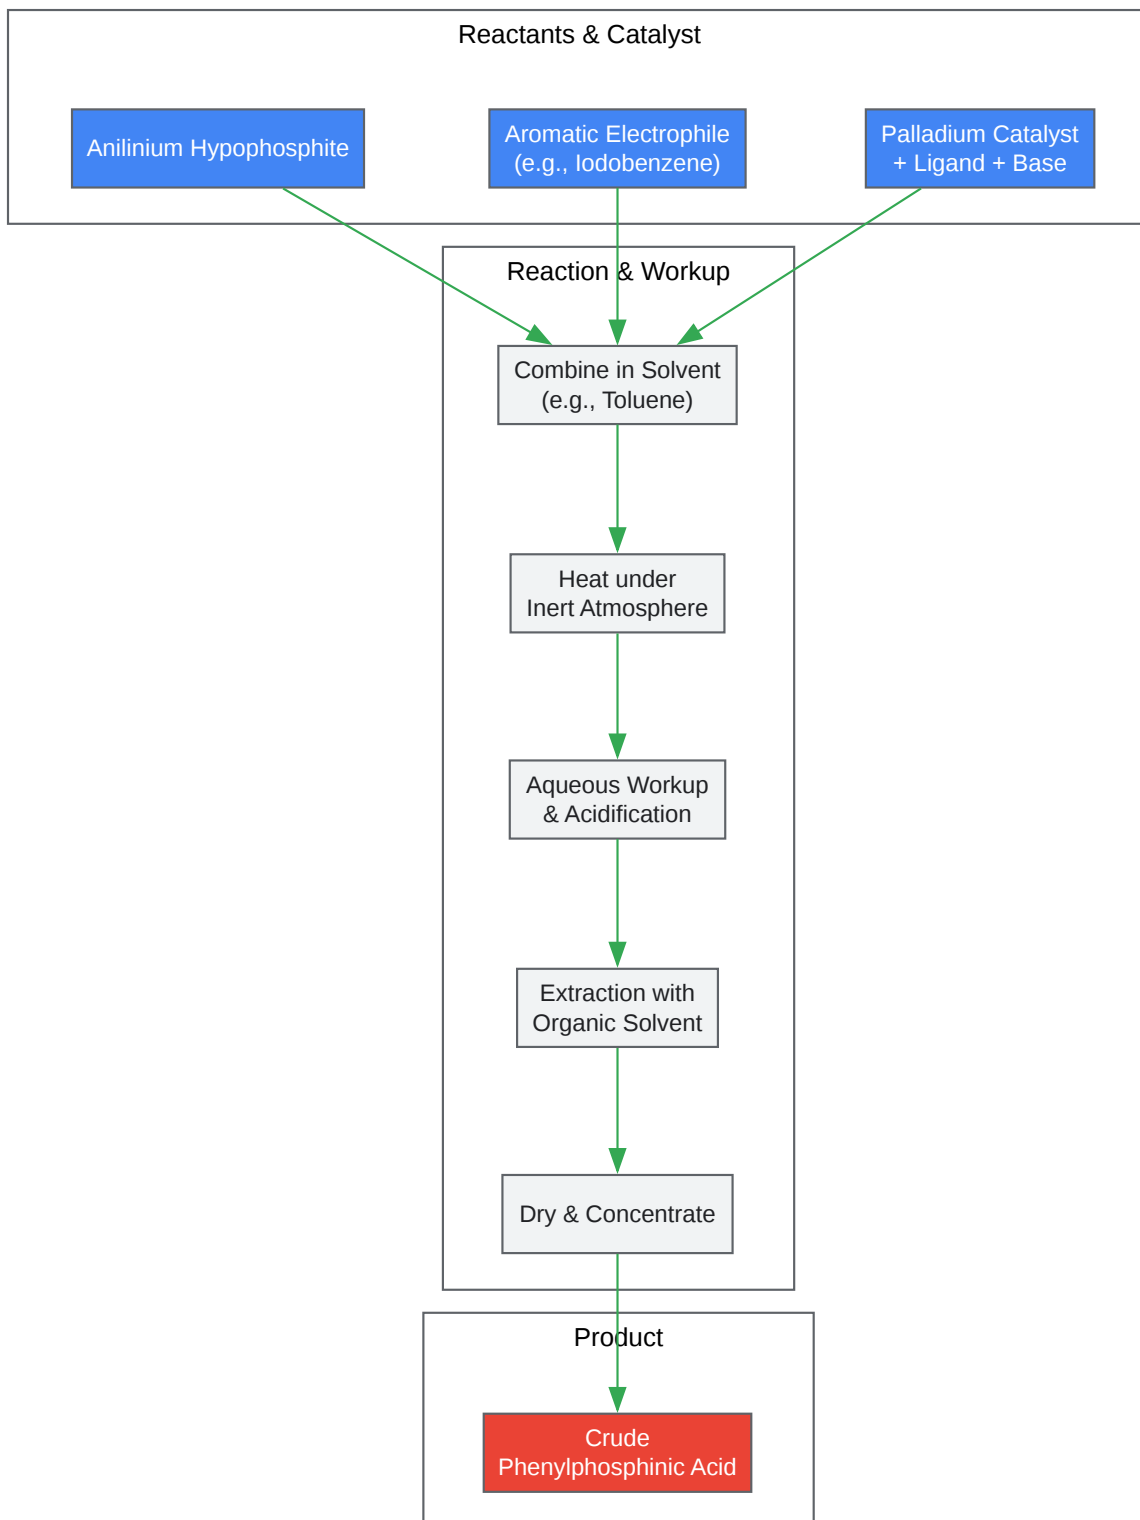 Reactants & Catalyst
Anilinium Hypophosphite
Aromatic Electrophile
(e.g., Iodobenzene)
Palladium Catalyst
+ Ligand + Base
Reaction & Workup
Combine in Solvent
(e.g., Toluene)
Heat under
Inert Atmosphere
Aqueous Workup
& Acidification
Extraction with
Organic Solvent
Dry & Concentrate
Product
Crude
Phenylphosphinic Acid